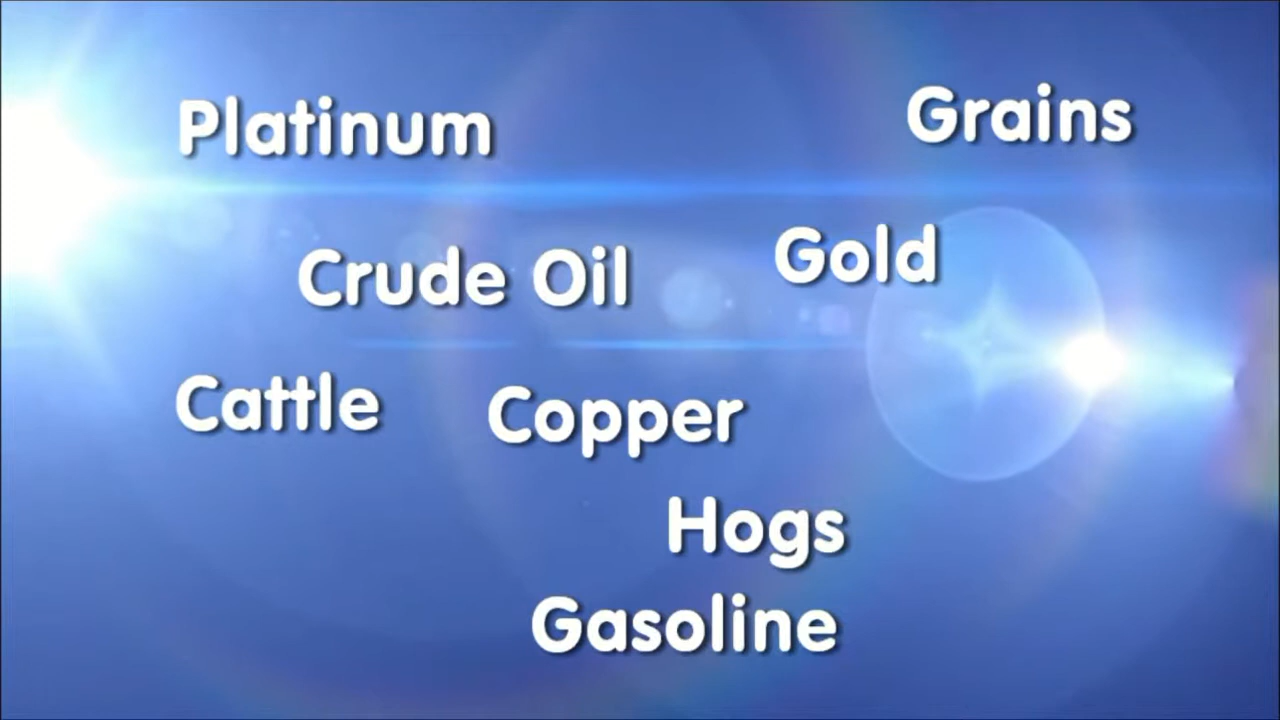 Platinum
Grains
Crude Oil
Gold
Cattle
Copper
Hogs
Gasoline